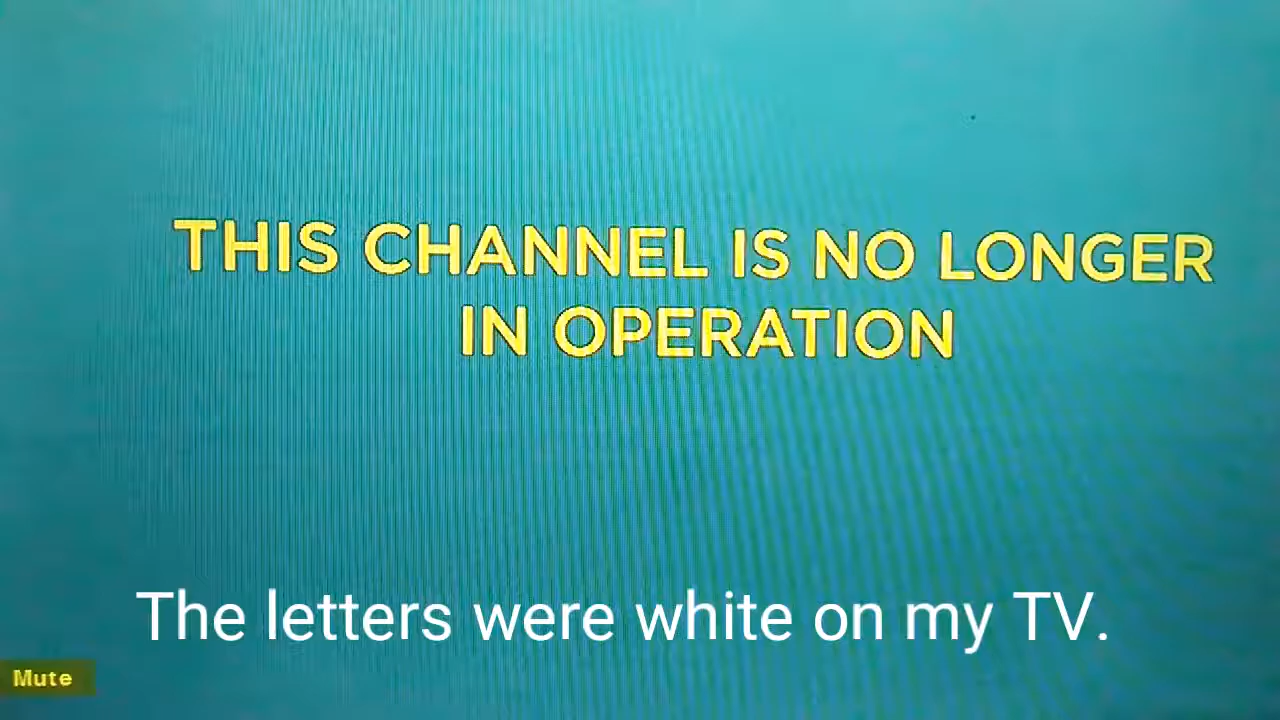 THIS CHANNEL IS NO LONGER
IN OPERATION
The letters were white on my TV.
Mute